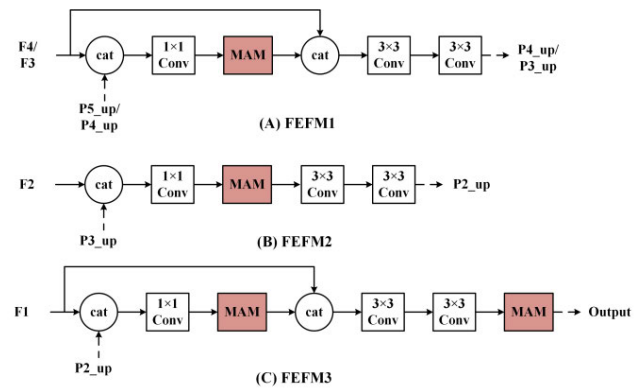 F4/
F3
cat
1×1
Conv
MAM
cat
3×3
Conv
3×3
Conv
P4_up/
P3_up
P5_up/
P4_up
(A) FEFM1
F2
cat
1×1
Conv
MAM
3×3
Conv
3×3
Conv
P2_up
P3_up
(B) FEFM2
F1
cat
1×1
Conv
MAM
cat
3×3
Conv
3×3
Conv
MAM
Output
P2_up
(C) FEFM3